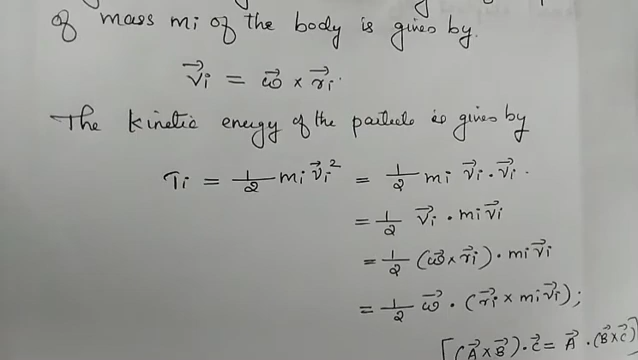 of mass mi of the body is given by.
v⃗i = ω⃗ × r⃗i.
The kinetic energy of the particle is given by
Ti = 1/2 mi v⃗i² = 1/2 mi v⃗i · v⃗i.
= 1/2 v⃗i · mi v⃗i
= 1/2 (ω⃗ × r⃗i) · mi v⃗i
= 1/2 ω⃗ · (r⃗i × mi v⃗i);
[(A⃗ × B⃗) · C⃗ = A⃗ · (B⃗ × C⃗)]